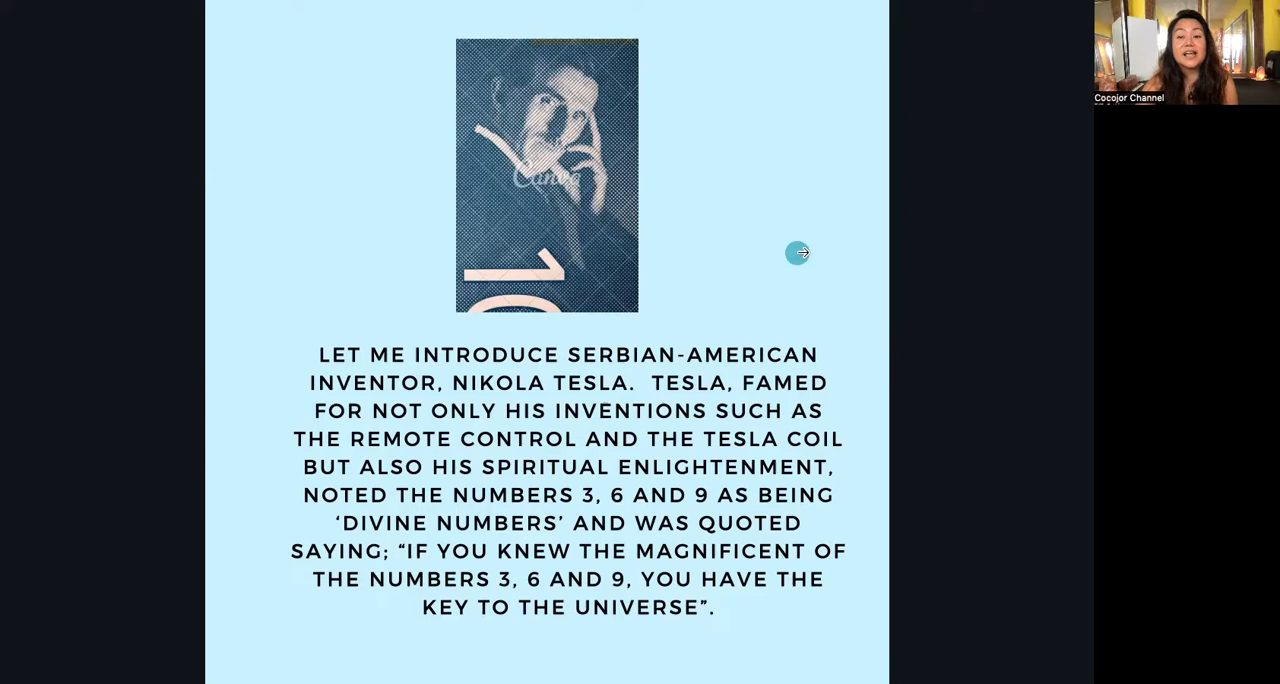 Canva
10
Cocojor Channel
LET ME INTRODUCE SERBIAN-AMERICAN
INVENTOR, NIKOLA TESLA. TESLA, FAMED
FOR NOT ONLY HIS INVENTIONS SUCH AS
THE REMOTE CONTROL AND THE TESLA COIL
BUT ALSO HIS SPIRITUAL ENLIGHTENMENT,
NOTED THE NUMBERS 3, 6 AND 9 AS BEING
‘DIVINE NUMBERS’ AND WAS QUOTED
SAYING; “IF YOU KNEW THE MAGNIFICENT OF
THE NUMBERS 3, 6 AND 9, YOU HAVE THE
KEY TO THE UNIVERSE”.